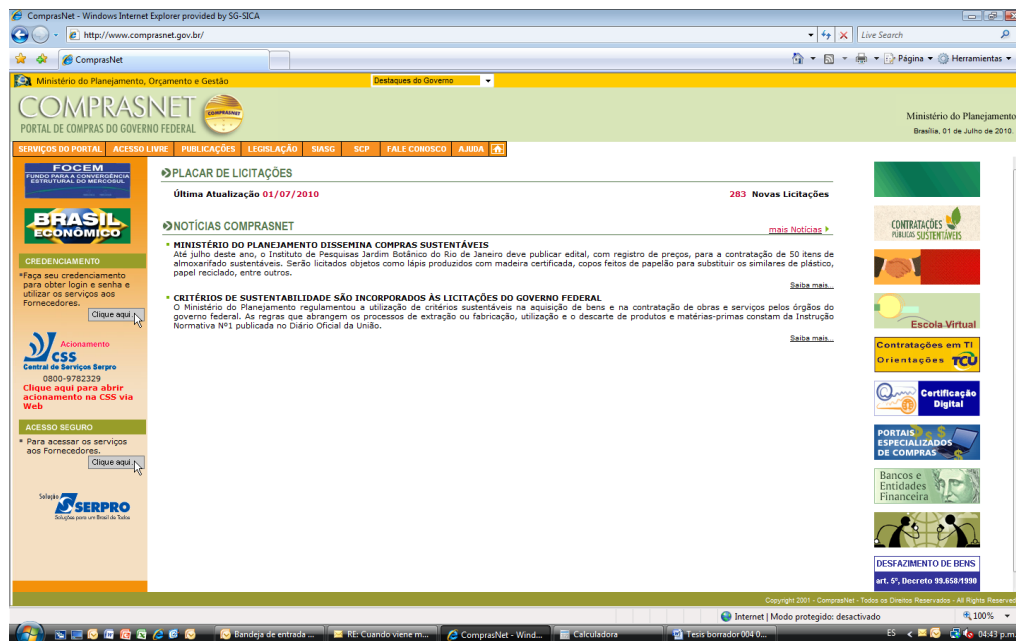 ComprasNet - Windows Internet Explorer provided by SG-SICA
http://www.comprasnet.gov.br/
Live Search
ComprasNet
Página
Herramientas
Ministério do Planejamento, Orçamento e Gestão
Destaques do Governo
COMPRASNET
COMPRASNET
PORTAL DE COMPRAS DO GOVERNO FEDERAL
Ministério do Planejamento
Brasília, 01 de Julho de 2010.
SERVIÇOS DO PORTAL ACESSO LIVRE PUBLICAÇÕES LEGISLAÇÃO SIASG SCP FALE CONOSCO AJUDA
FOCEM
FUNDO PARA A CONVERGÊNCIA
ESTRUTURAL DO MERCOSUL
BRASIL
ECONÔMICO
CREDENCIAMENTO
*Faça seu credenciamento
para obter login e senha e
utilizar os serviços aos
Fornecedores.
Clique aqui
Acionamento
CSS
Central de Serviços Serpro
0800-9782329
Clique aqui para abrir
acionamento na CSS via
Web
ACESSO SEGURO
* Para acessar os serviços
aos Fornecedores.
Clique aqui
Solução
SERPRO
Soluções para um Brasil de Todos
PLACAR DE LICITAÇÕES
Última Atualização 01/07/2010
283 Novas Licitações
NOTÍCIAS COMPRASNET
mais Notícias
MINISTÉRIO DO PLANEJAMENTO DISSEMINA COMPRAS SUSTENTÁVEIS
Até julho deste ano, o Instituto de Pesquisas Jardim Botânico do Rio de Janeiro deve publicar edital, com registro de preços, para a contratação de 50 itens de
almoxarifado sustentáveis. Serão licitados objetos como lápis produzidos com madeira certificada, copos feitos de papelão para substituir os similares de plástico,
papel reciclado, entre outros.
Saiba mais...
CRITÉRIOS DE SUSTENTABILIDADE SÃO INCORPORADOS ÀS LICITAÇÕES DO GOVERNO FEDERAL
O Ministério do Planejamento regulamentou a utilização de critérios sustentáveis na aquisição de bens e na contratação de obras e serviços pelos órgãos do
governo federal. As regras que abrangem os processos de extração ou fabricação, utilização e o descarte de produtos e matérias-primas constam da Instrução
Normativa Nº1 publicada no Diário Oficial da União.
Saiba mais...
CONTRATAÇÕES
PÚBLICAS SUSTENTÁVEIS
Escola Virtual
Contratações em TI
Orientações TCU
Certificação
Digital
PORTAIS
ESPECIALIZADOS
DE COMPRAS
Bancos e
Entidades
Financeira
DESFAZIMENTO DE BENS
art. 5º, Decreto 99.658/1990
Copyright 2001 - ComprasNet - Todos os Direitos Reservados - All Rights Reserved
Internet | Modo protegido: desactivado
100%
Bandeja de entrada ...
RE: Cuando viene m...
ComprasNet - Wind...
Calculadora
Tesis borrador 004 0...
ES
04:43 p.m.